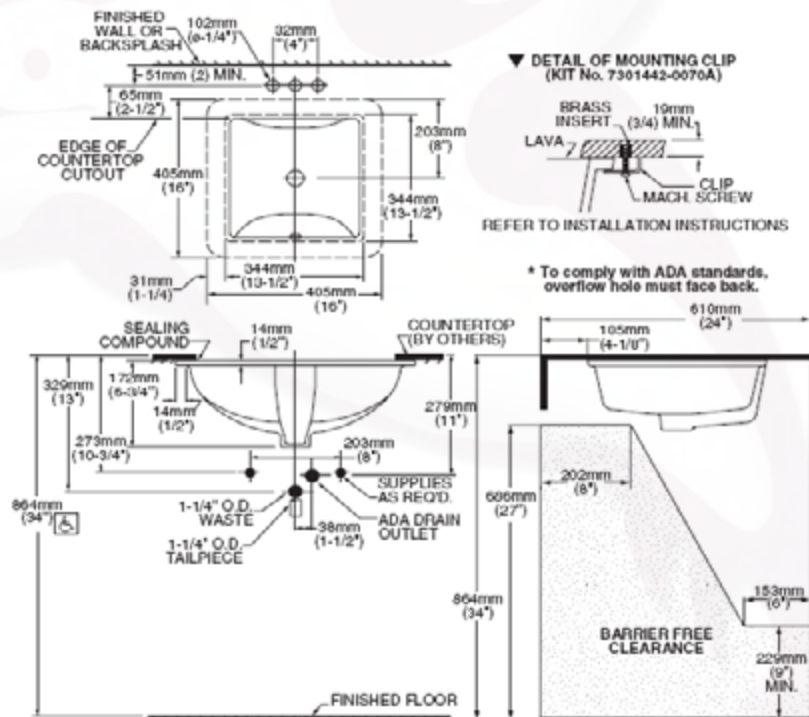 FINISHED
WALL OR
BACKSPLASH
102mm
(ø-1/4")
32mm
(4")
51mm (2) MIN.
65mm
(2-1/2")
EDGE OF
COUNTERTOP
CUTOUT
405mm
(16")
203mm
(8")
344mm
(13-1/2")
344mm
(13-1/2")
31mm
(1-1/4)
405mm
(16")
▼ DETAIL OF MOUNTING CLIP
(KIT No. 7301442-0070A)
BRASS
INSERT
19mm
(3/4) MIN.
LAVA
CLIP
MACH. SCREW
REFER TO INSTALLATION INSTRUCTIONS
* To comply with ADA standards,
overflow hole must face back.
SEALING
COMPOUND
14mm
(1/2")
COUNTERTOP
(BY OTHERS)
329mm
(13")
172mm
(6-3/4")
14mm
(1/2")
279mm
(11")
273mm
(10-3/4")
203mm
(8")
SUPPLIES
AS REQ'D.
1-1/4" O.D.
WASTE
ADA DRAIN
OUTLET
38mm
(1-1/2")
1-1/4" O.D.
TAILPIECE
864mm
(34")
FINISHED FLOOR
610mm
(24")
105mm
(4-1/8")
202mm
(8")
686mm
(27")
864mm
(34")
153mm
(6")
BARRIER FREE
CLEARANCE
229mm
(9")
MIN.